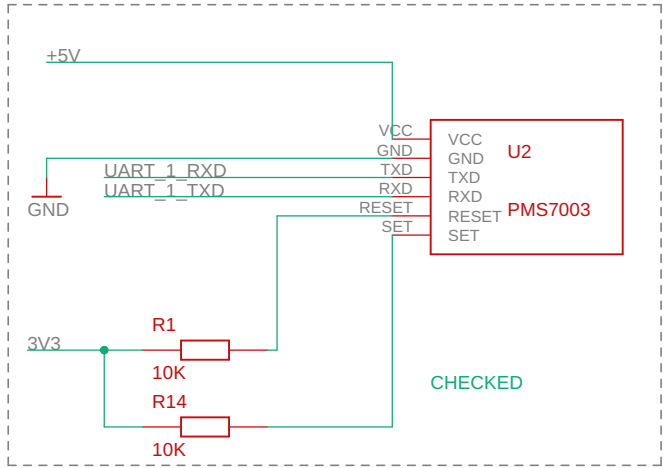 +5V
VCC
GND
TXD
RXD
RESET
SET
VCC
GND
TXD
RXD
RESET
SET
U2
PMS7003
UART_1_RXD
UART_1_TXD
GND
3V3
R1
10K
R14
10K
CHECKED